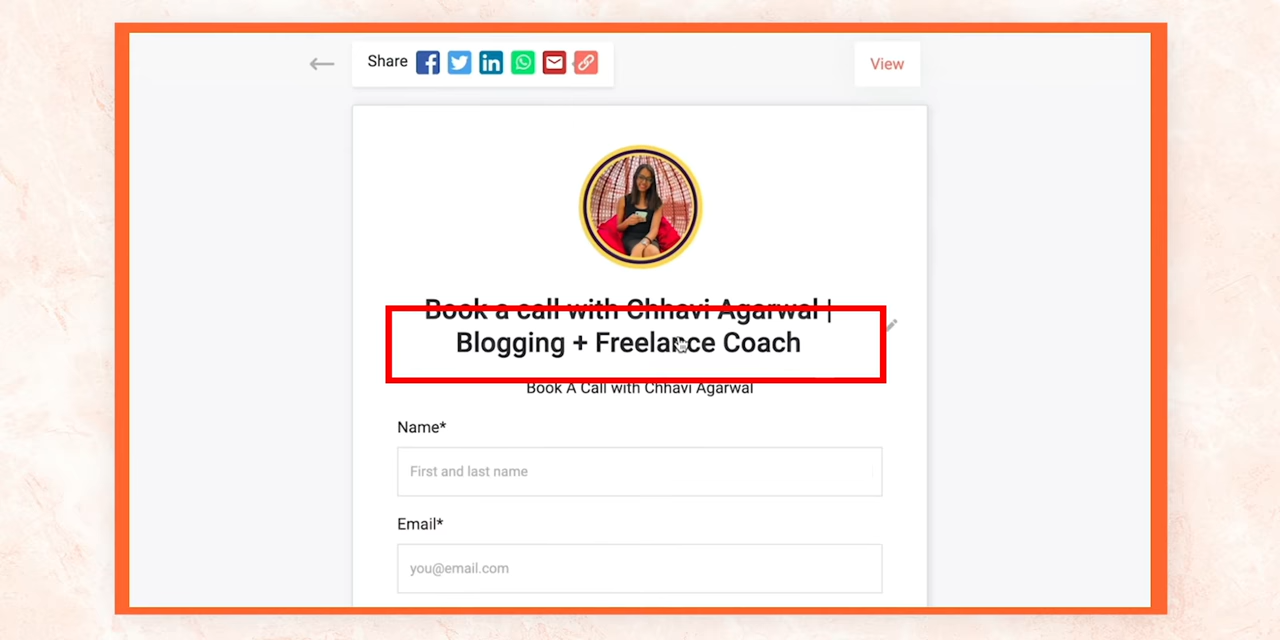 Share
View
Book a call with Chhavi Agarwal |
Blogging + Freelance Coach
Book A Call with Chhavi Agarwal
Name*
First and last name
Email*
you@email.com